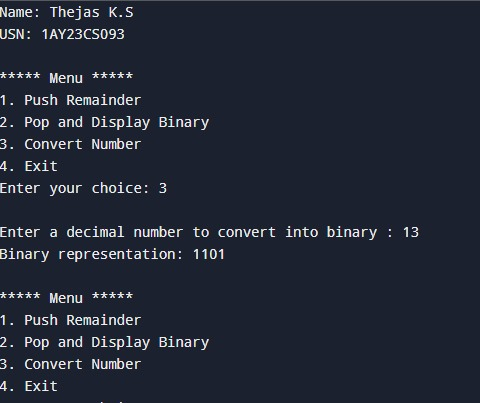 Name: Thejas K.S
USN: 1AY23CS093
***** Menu *****
1. Push Remainder
2. Pop and Display Binary
3. Convert Number
4. Exit
Enter your choice: 3
Enter a decimal number to convert into binary : 13
Binary representation: 1101
***** Menu *****
1. Push Remainder
2. Pop and Display Binary
3. Convert Number
4. Exit